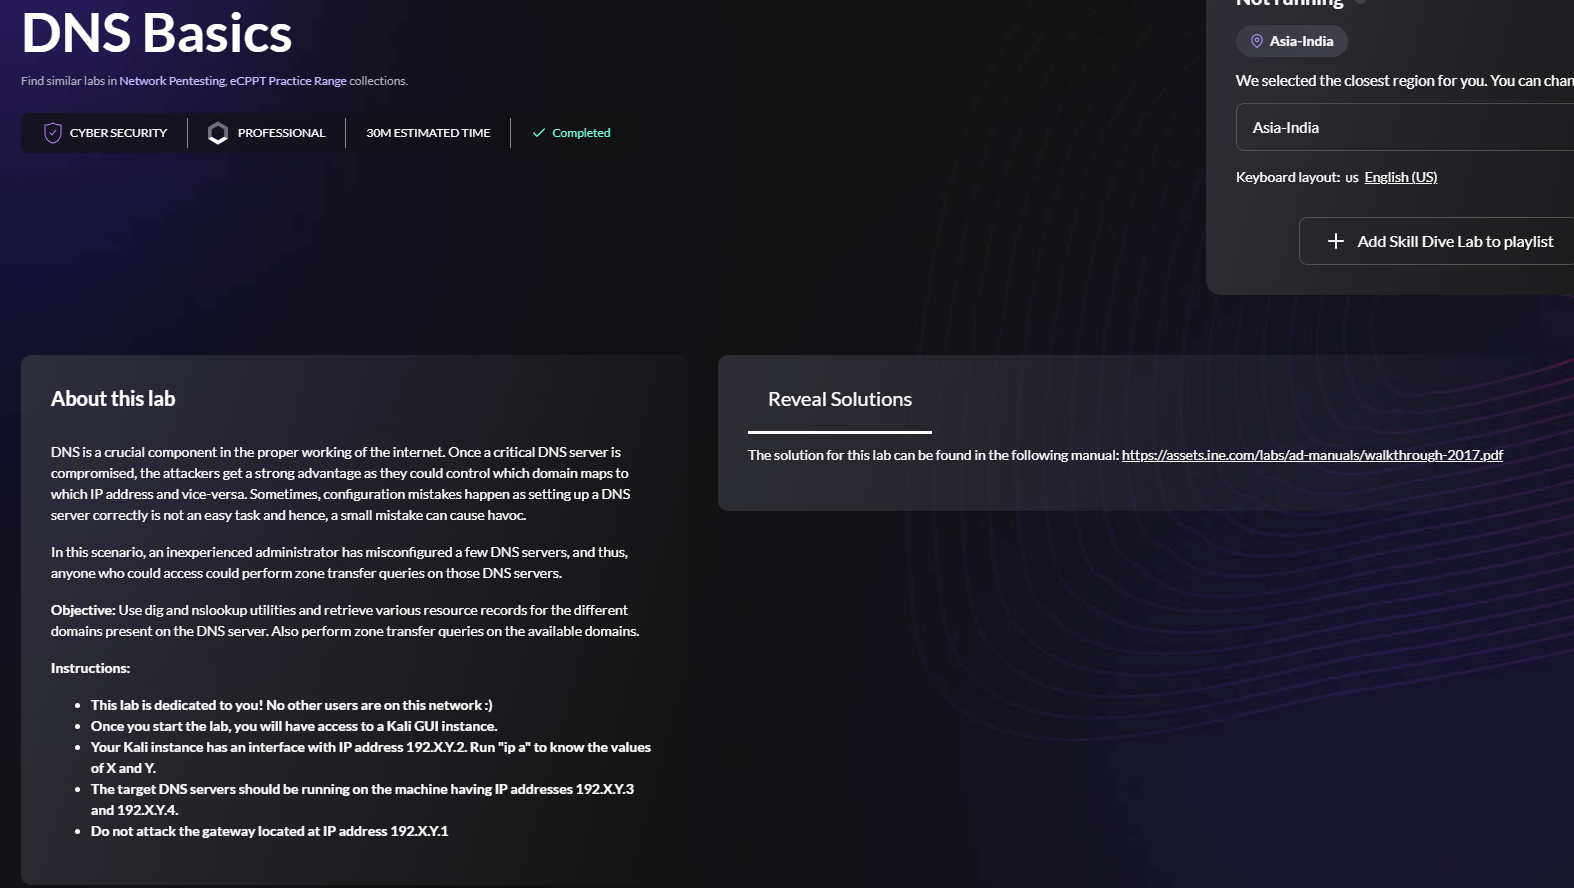 DNS Basics
Find similar labs in Network Pentesting, eCPPT Practice Range collections.
CYBER SECURITY
PROFESSIONAL
30M ESTIMATED TIME
Completed
Not running
Asia-India
We selected the closest region for you. You can
Asia-India
Keyboard layout: US English (US)
Add Skill Dive Lab to playlist
About this lab
DNS is a crucial component in the proper working of the internet. Once a critical DNS server is
compromised, the attackers get a strong advantage as they could control which domain maps to
which IP address and vice-versa. Sometimes, configuration mistakes happen as setting up a DNS
server correctly is not an easy task and hence, a small mistake can cause havoc.
In this scenario, an inexperienced administrator has misconfigured a few DNS servers, and thus,
anyone who could access could perform zone transfer queries on those DNS servers.
Objective: Use dig and nslookup utilities and retrieve various resource records for the different
domains present on the DNS server. Also perform zone transfer queries on the available domains.
Instructions:
• This lab is dedicated to you! No other users are on this network :)
• Once you start the lab, you will have access to a Kali GUI instance.
• Your Kali instance has an interface with IP address 192.X.Y.2. Run "ip a" to know the values
of X and Y.
• The target DNS servers should be running on the machine having IP addresses 192.X.Y.3
and 192.X.Y.4.
• Do not attack the gateway located at IP address 192.X.Y.1
Reveal Solutions
The solution for this lab can be found in the following manual: https://assets.ine.com/labs/ad-manuals/walkthrough-2017.pdf